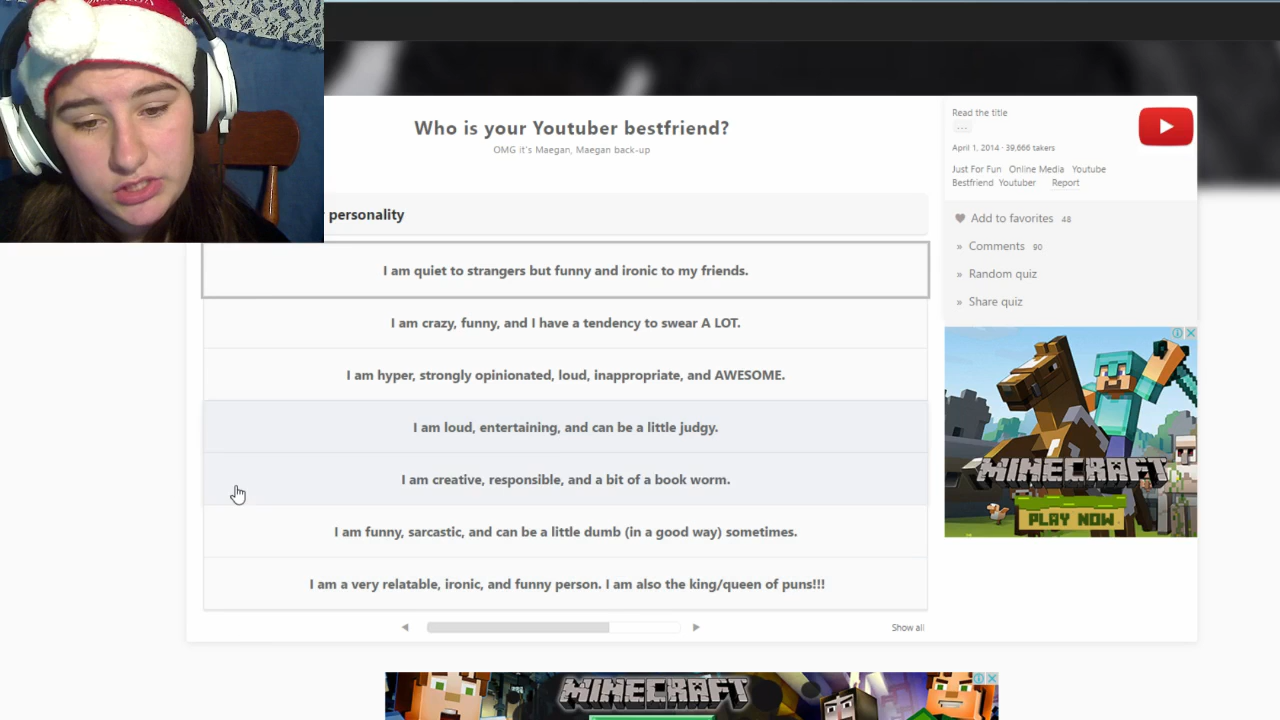 Who is your Youtuber bestfriend?
OMG it's Maegan, Maegan back-up
personality
I am quiet to strangers but funny and ironic to my friends.
I am crazy, funny, and I have a tendency to swear A LOT.
I am hyper, strongly opinionated, loud, inappropriate, and AWESOME.
I am loud, entertaining, and can be a little judgy.
I am creative, responsible, and a bit of a book worm.
I am funny, sarcastic, and can be a little dumb (in a good way) sometimes.
I am a very relatable, ironic, and funny person. I am also the king/queen of puns!!!
Show all
Read the title
...
April 1, 2014 · 39,666 takers
Just For Fun Online Media Youtube
Bestfriend Youtuber Report
Add to favorites 48
» Comments 90
» Random quiz
» Share quiz
MINECRAFT
PLAY NOW
MINECRAFT